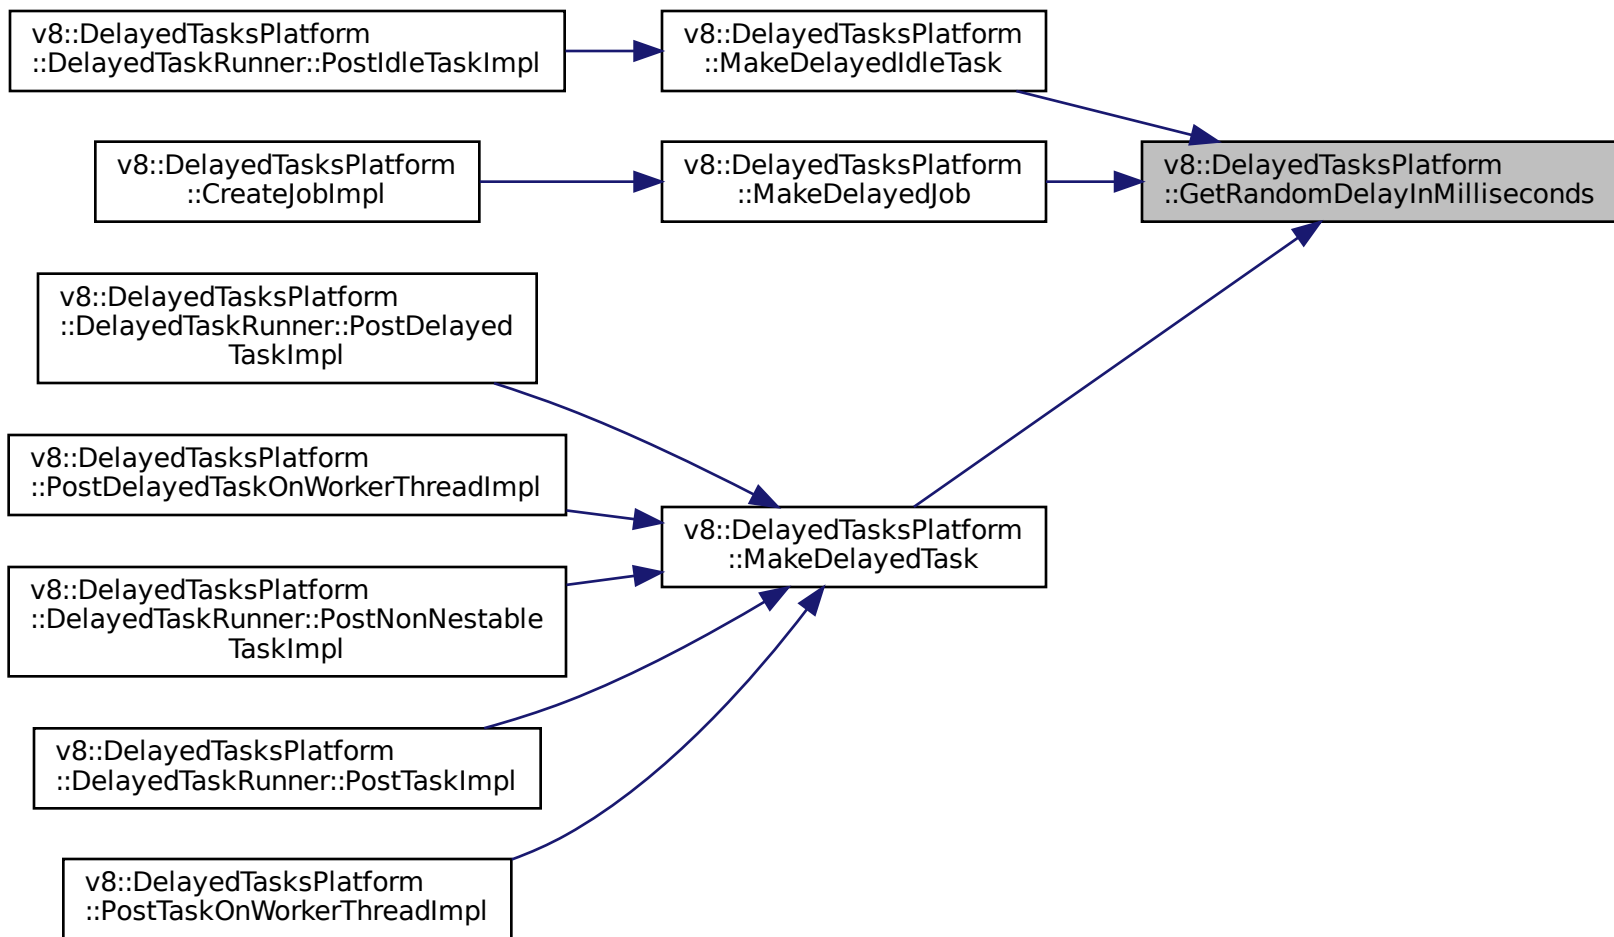 v8::DelayedTasksPlatform
::DelayedTaskRunner::PostIdleTaskImpl
v8::DelayedTasksPlatform
::MakeDelayedIdleTask
v8::DelayedTasksPlatform
::CreateJobImpl
v8::DelayedTasksPlatform
::MakeDelayedJob
v8::DelayedTasksPlatform
::GetRandomDelayInMilliseconds
v8::DelayedTasksPlatform
::DelayedTaskRunner::PostDelayed
TaskImpl
v8::DelayedTasksPlatform
::PostDelayedTaskOnWorkerThreadImpl
v8::DelayedTasksPlatform
::MakeDelayedTask
v8::DelayedTasksPlatform
::DelayedTaskRunner::PostNonNestable
TaskImpl
v8::DelayedTasksPlatform
::DelayedTaskRunner::PostTaskImpl
v8::DelayedTasksPlatform
::PostTaskOnWorkerThreadImpl